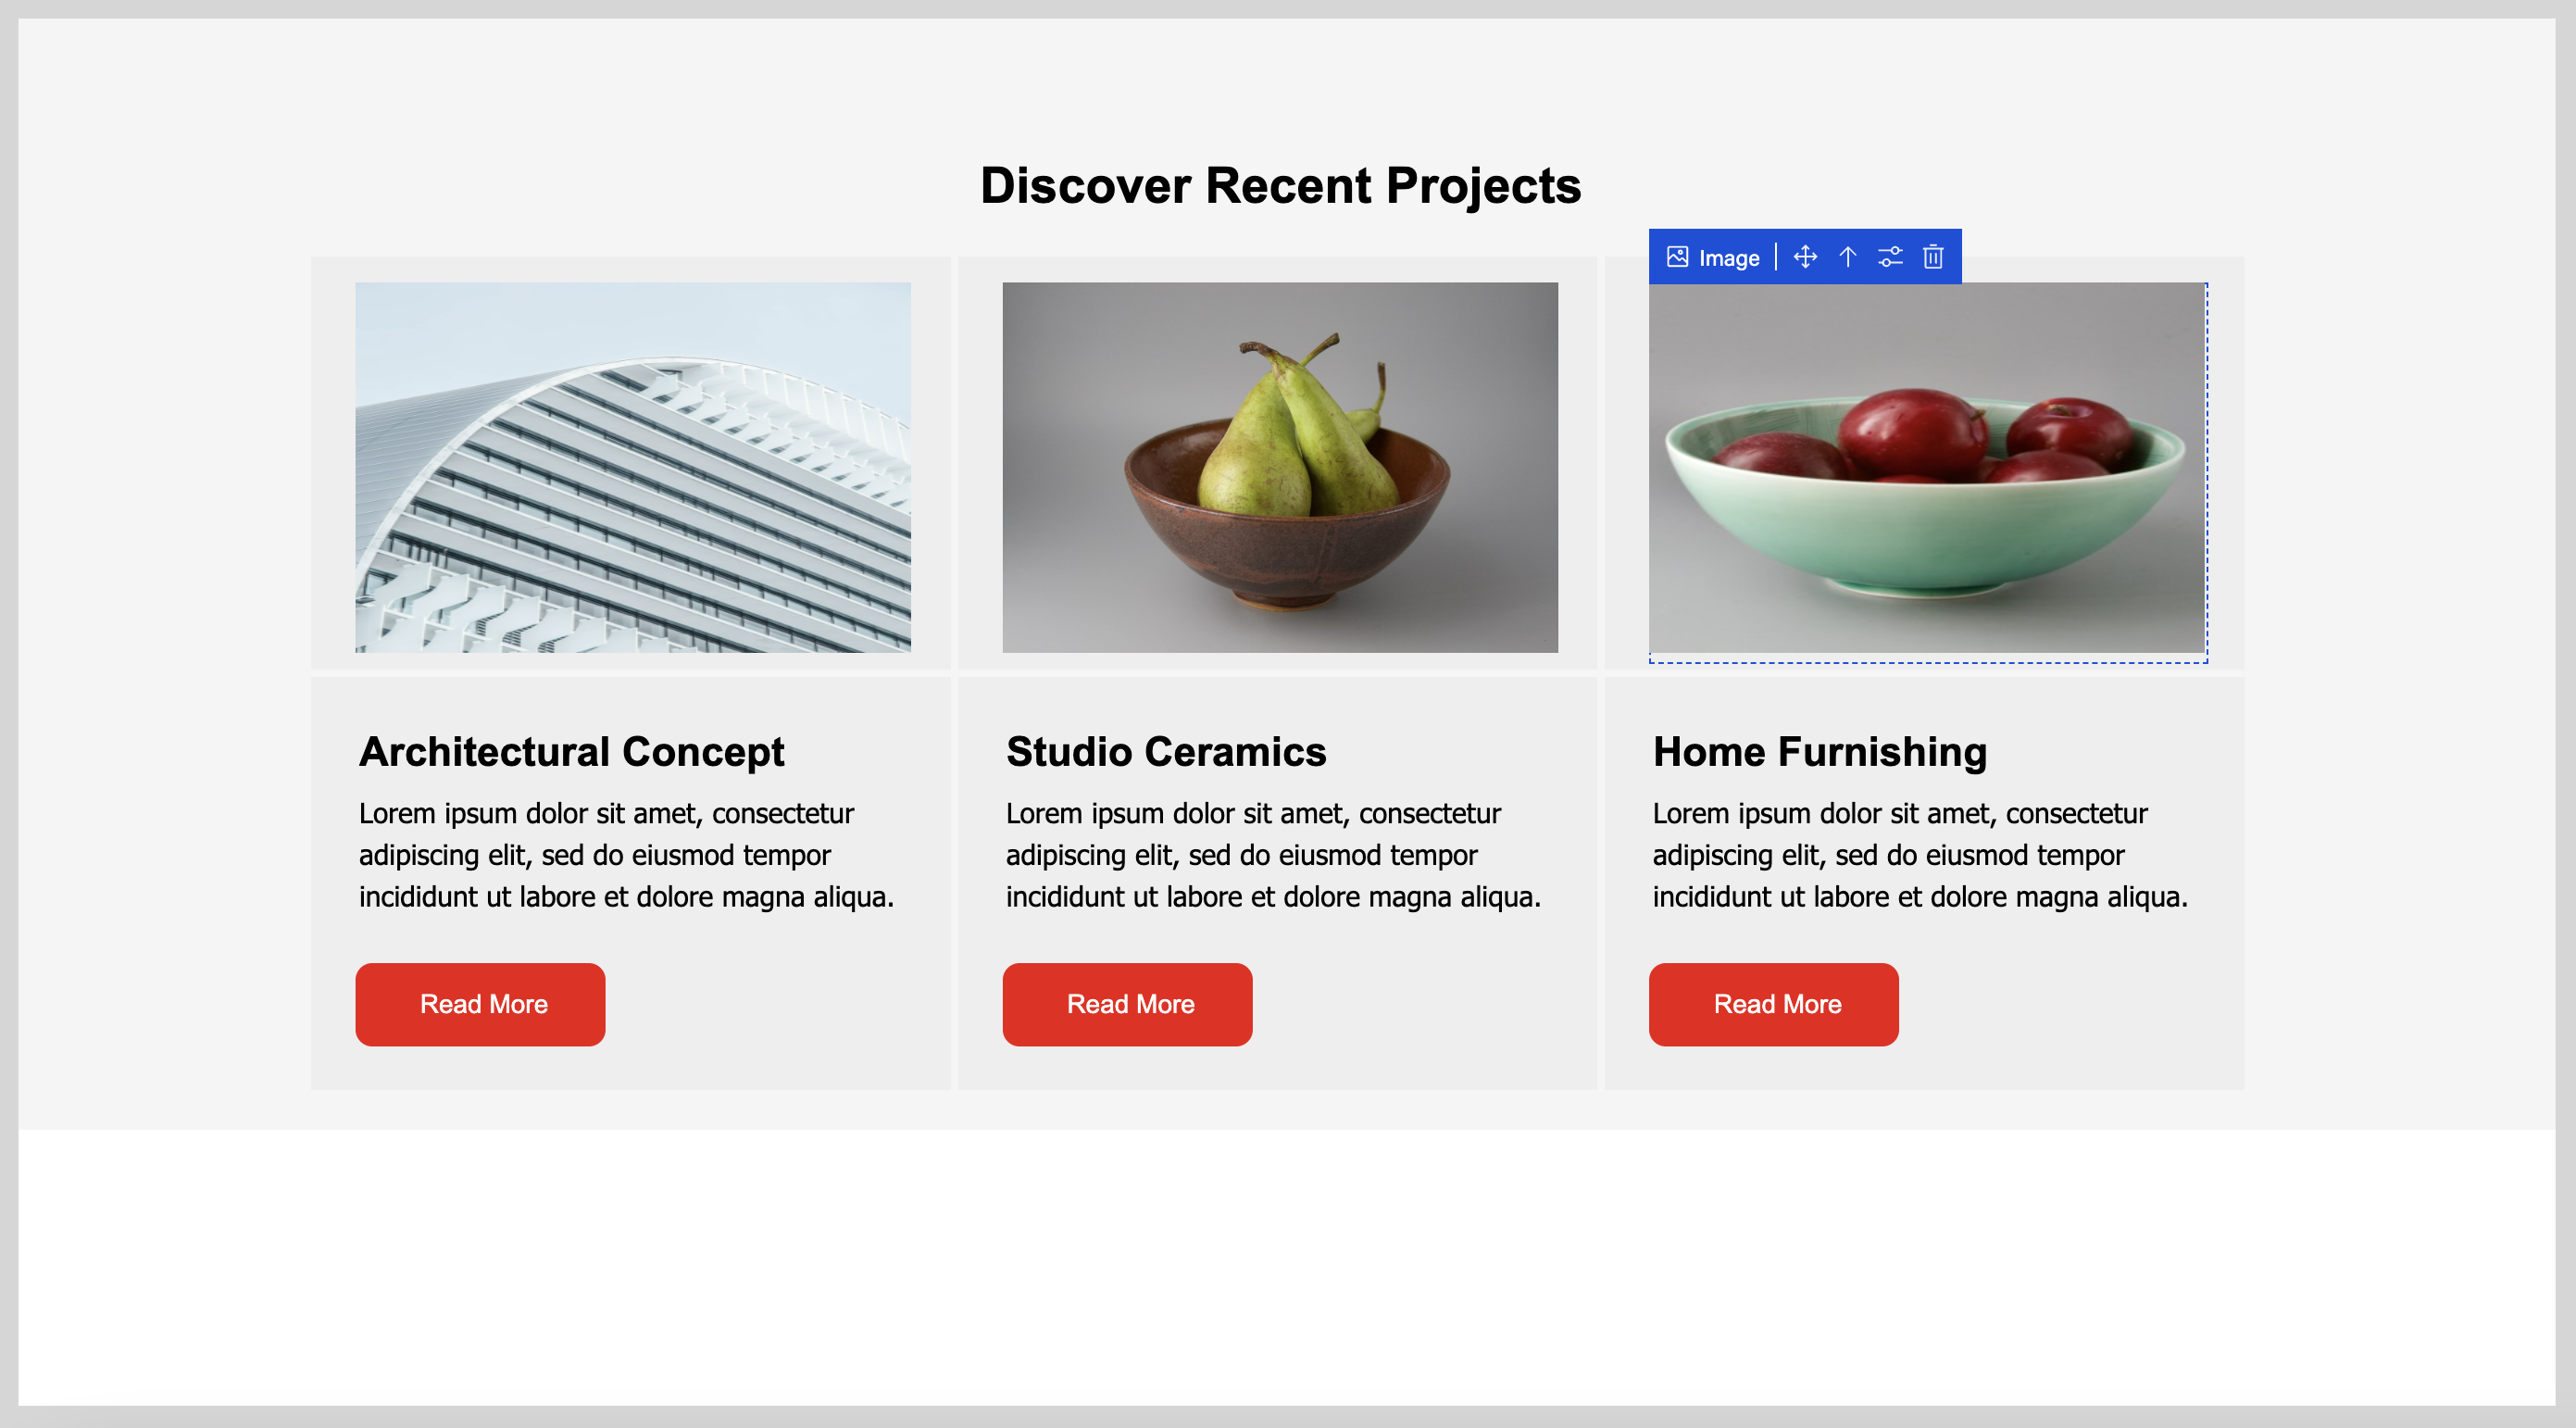 Discover Recent Projects
Image
Architectural Concept
Lorem ipsum dolor sit amet, consectetur
adipiscing elit, sed do eiusmod tempor
incididunt ut labore et dolore magna aliqua.
Read More
Studio Ceramics
Lorem ipsum dolor sit amet, consectetur
adipiscing elit, sed do eiusmod tempor
incididunt ut labore et dolore magna aliqua.
Read More
Home Furnishing
Lorem ipsum dolor sit amet, consectetur
adipiscing elit, sed do eiusmod tempor
incididunt ut labore et dolore magna aliqua.
Read More